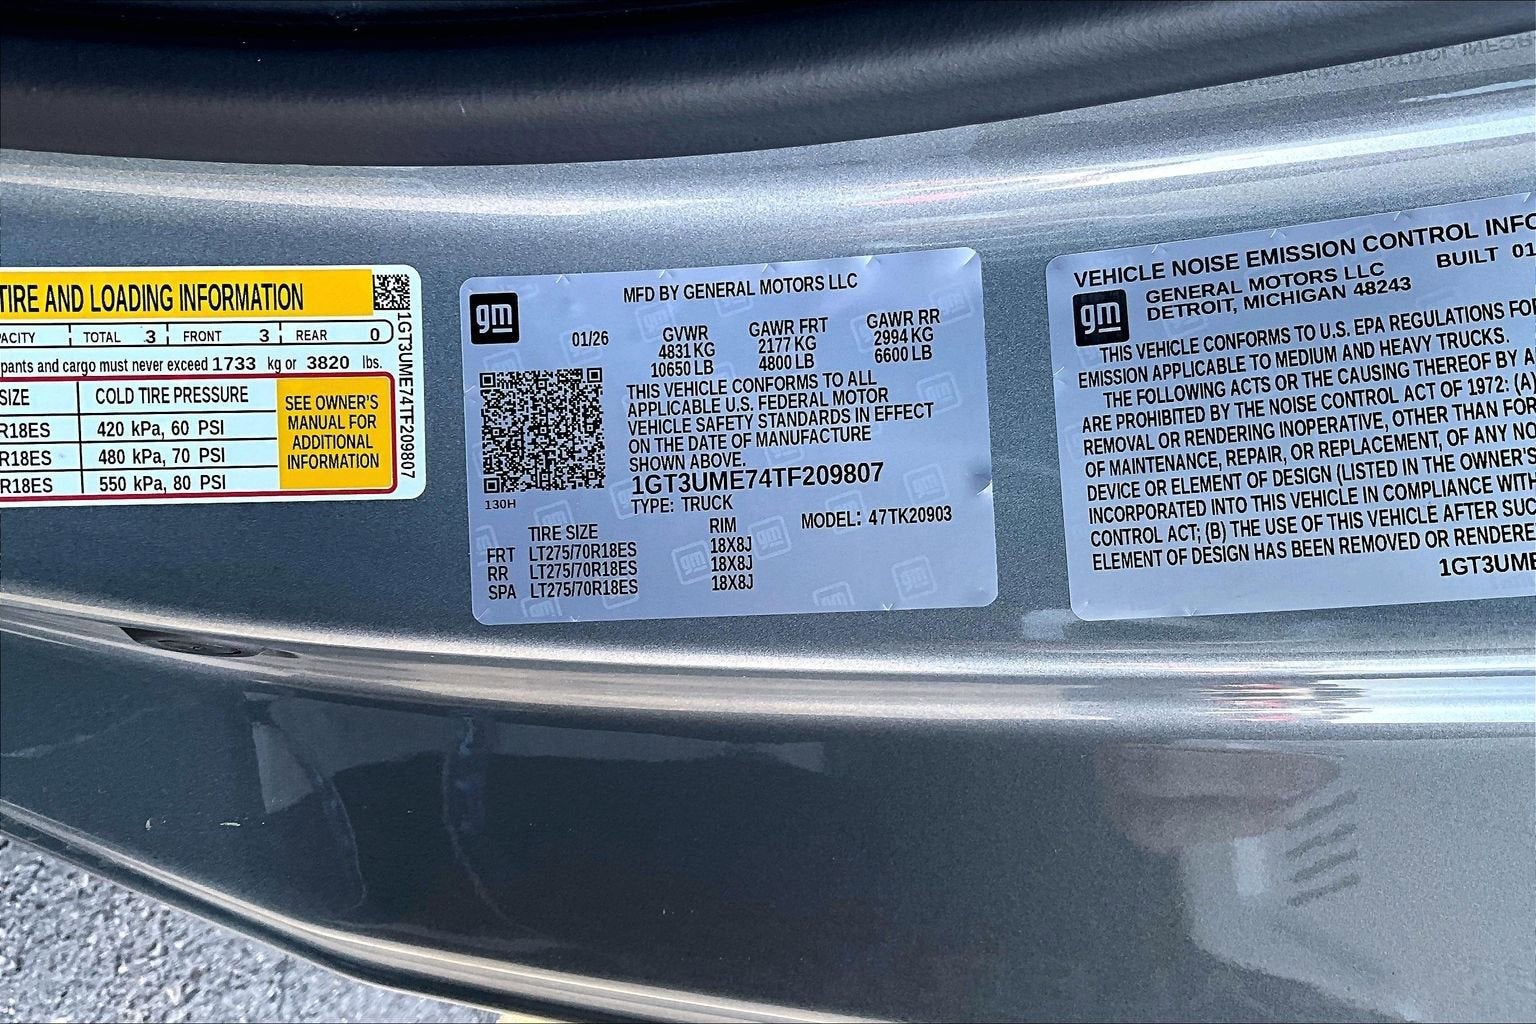 TIRE AND LOADING INFORMATION
TOTAL 3 FRONT 3 REAR 0
pants and cargo must never exceed 1733 kg or 3820 lbs.
SIZE COLD TIRE PRESSURE
R18ES 420 kPa, 60 PSI
R18ES 480 kPa, 70 PSI
R18ES 550 kPa, 80 PSI
SEE OWNER'S
MANUAL FOR
ADDITIONAL
INFORMATION
1GT3UME74TF209807
gm
MFD BY GENERAL MOTORS LLC
01/26 GVWR GAWR FRT GAWR RR
4831 KG 2177 KG 2994 KG
10650 LB 4800 LB 6600 LB
THIS VEHICLE CONFORMS TO ALL
APPLICABLE U.S. FEDERAL MOTOR
VEHICLE SAFETY STANDARDS IN EFFECT
ON THE DATE OF MANUFACTURE
SHOWN ABOVE.
1GT3UME74TF209807
130H
TYPE: TRUCK
MODEL: 47TK20903
TIRE SIZE RIM
FRT LT275/70R18ES 18X8J
RR LT275/70R18ES 18X8J
SPA LT275/70R18ES 18X8J
VEHICLE NOISE EMISSION CONTROL INFO
gm
GENERAL MOTORS LLC BUILT 01
DETROIT, MICHIGAN 48243
THIS VEHICLE CONFORMS TO U.S. EPA REGULATIONS FO
EMISSION APPLICABLE TO MEDIUM AND HEAVY TRUCKS.
THE FOLLOWING ACTS OR THE CAUSING THEREOF BY A
ARE PROHIBITED BY THE NOISE CONTROL ACT OF 1972: (A)
REMOVAL OR RENDERING INOPERATIVE, OTHER THAN FOR
OF MAINTENANCE, REPAIR, OR REPLACEMENT, OF ANY NO
DEVICE OR ELEMENT OF DESIGN (LISTED IN THE OWNER'S
INCORPORATED INTO THIS VEHICLE IN COMPLIANCE WITH
CONTROL ACT; (B) THE USE OF THIS VEHICLE AFTER SUC
ELEMENT OF DESIGN HAS BEEN REMOVED OR RENDERE
1GT3UME